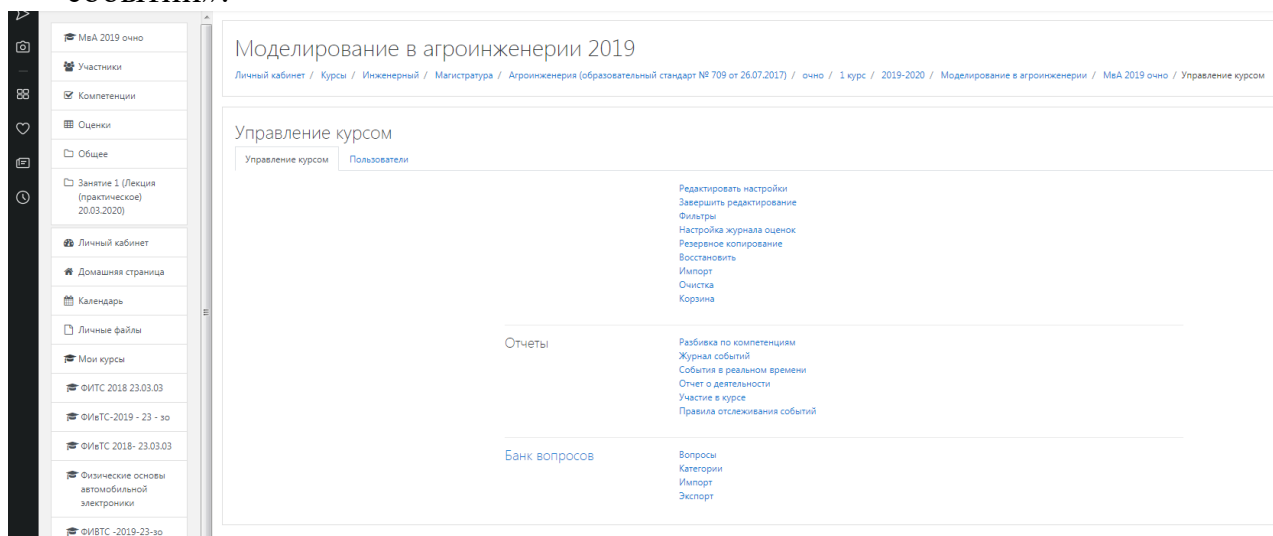 МвА 2019 очно
Участники
Компетенции
Оценки
Общее
Занятие 1 (Лекция
(практическое)
20.03.2020)
Личный кабинет
Домашняя страница
Календарь
Личные файлы
Мои курсы
ФИТС 2018 23.03.03
ФИвТС-2019 - 23 - зо
ФИвТС 2018- 23.03.03
Физические основы
автомобильной
электроники
ФИВТС -2019-23-зо
Моделирование в агроинженерии 2019
Личный кабинет / Курсы / Инженерный / Магистратура / Агроинженерия (образовательный стандарт № 709 от 26.07.2017) / очно / 1 курс / 2019-2020 / Моделирование в агроинженерии / МвА 2019 очно / Управление курсом
Управление курсом
Управление курсом Пользователи
Редактировать настройки
Завершить редактирование
Фильтры
Настройка журнала оценок
Резервное копирование
Восстановить
Импорт
Очистка
Корзина
Отчеты
Разбивка по компетенциям
Журнал событий
События в реальном времени
Отчет о деятельности
Участие в курсе
Правила отслеживания событий
Банк вопросов
Вопросы
Категории
Импорт
Экспорт